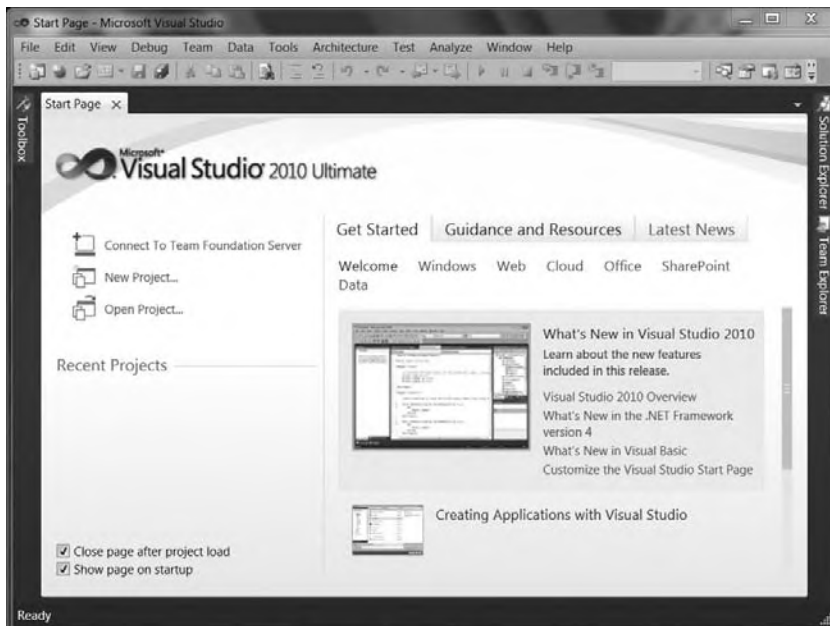 Start Page - Microsoft Visual Studio
File Edit View Debug Team Data Tools Architecture Test Analyze Window Help
Start Page
Toolbox
Microsoft
Visual Studio 2010 Ultimate
Connect To Team Foundation Server
New Project...
Open Project...
Recent Projects
Close page after project load
Show page on startup
Get Started Guidance and Resources Latest News
Welcome Windows Web Cloud Office SharePoint
Data
What's New in Visual Studio 2010
Learn about the new features
included in this release.
Visual Studio 2010 Overview
What's New in the .NET Framework
version 4
What's New in Visual Basic
Customize the Visual Studio Start Page
Creating Applications with Visual Studio
Solution Explorer
Team Explorer
Ready